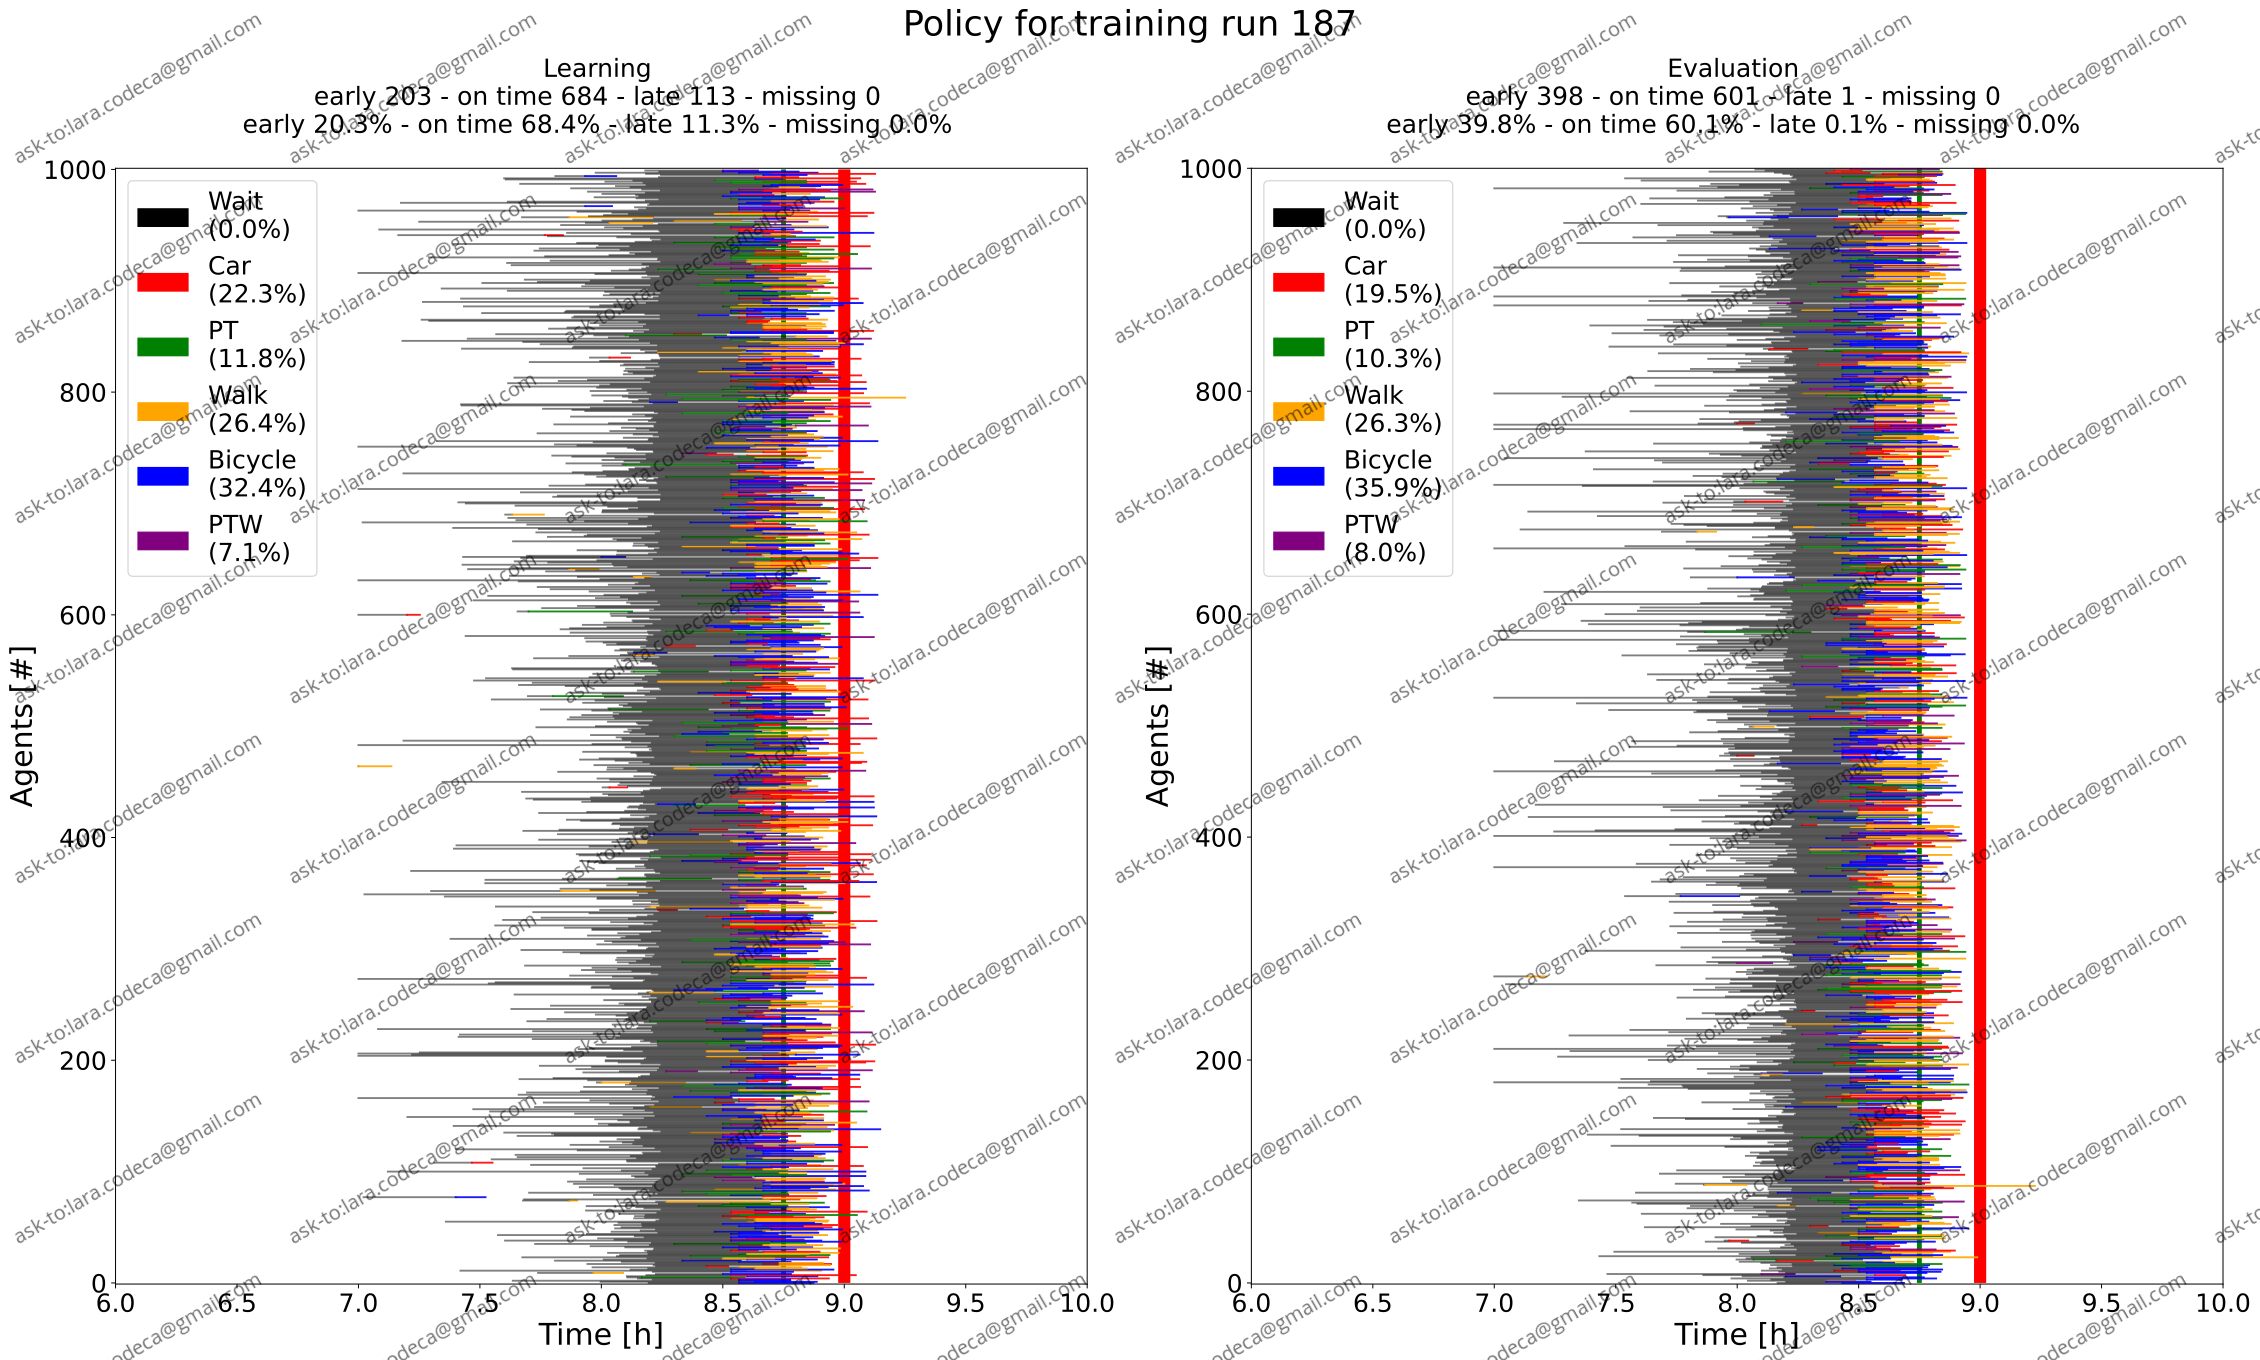 Policy for training run 187
Learning
early 203 - on time 684 - late 113 - missing 0
early 20.3% - on time 68.4% - late 11.3% - missing 0.0%
1000
800
600
400
200
0
Agents [#]
Wait
(0.0%)
Car
(22.3%)
PT
(11.8%)
Walk
(26.4%)
Bicycle
(32.4%)
PTW
(7.1%)
6.0 6.5 7.0 7.5 8.0 8.5 9.0 9.5 10.0
Time [h]
Evaluation
early 398 - on time 601 - late 1 - missing 0
early 39.8% - on time 60.1% - late 0.1% - missing 0.0%
1000
800
600
400
200
0
Agents [#]
Wait
(0.0%)
Car
(19.5%)
PT
(10.3%)
Walk
(26.3%)
Bicycle
(35.9%)
PTW
(8.0%)
6.0 6.5 7.0 7.5 8.0 8.5 9.0 9.5 10.0
Time [h]
ask-to:lara.codeca@gmail.com